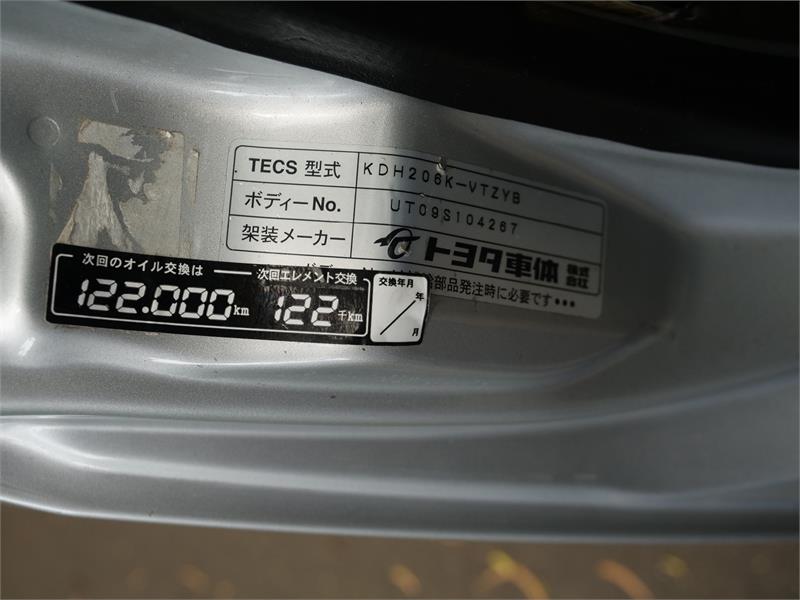 TECS 型式 KDH206K-VTZYB
ボディーNo. UT09S104267
架装メーカー トヨタ車体 株式会社
部品発注時に必要です•••
次回のオイル交換は 次回エレメント交換
122.000km 122千km
交換年月
年
月